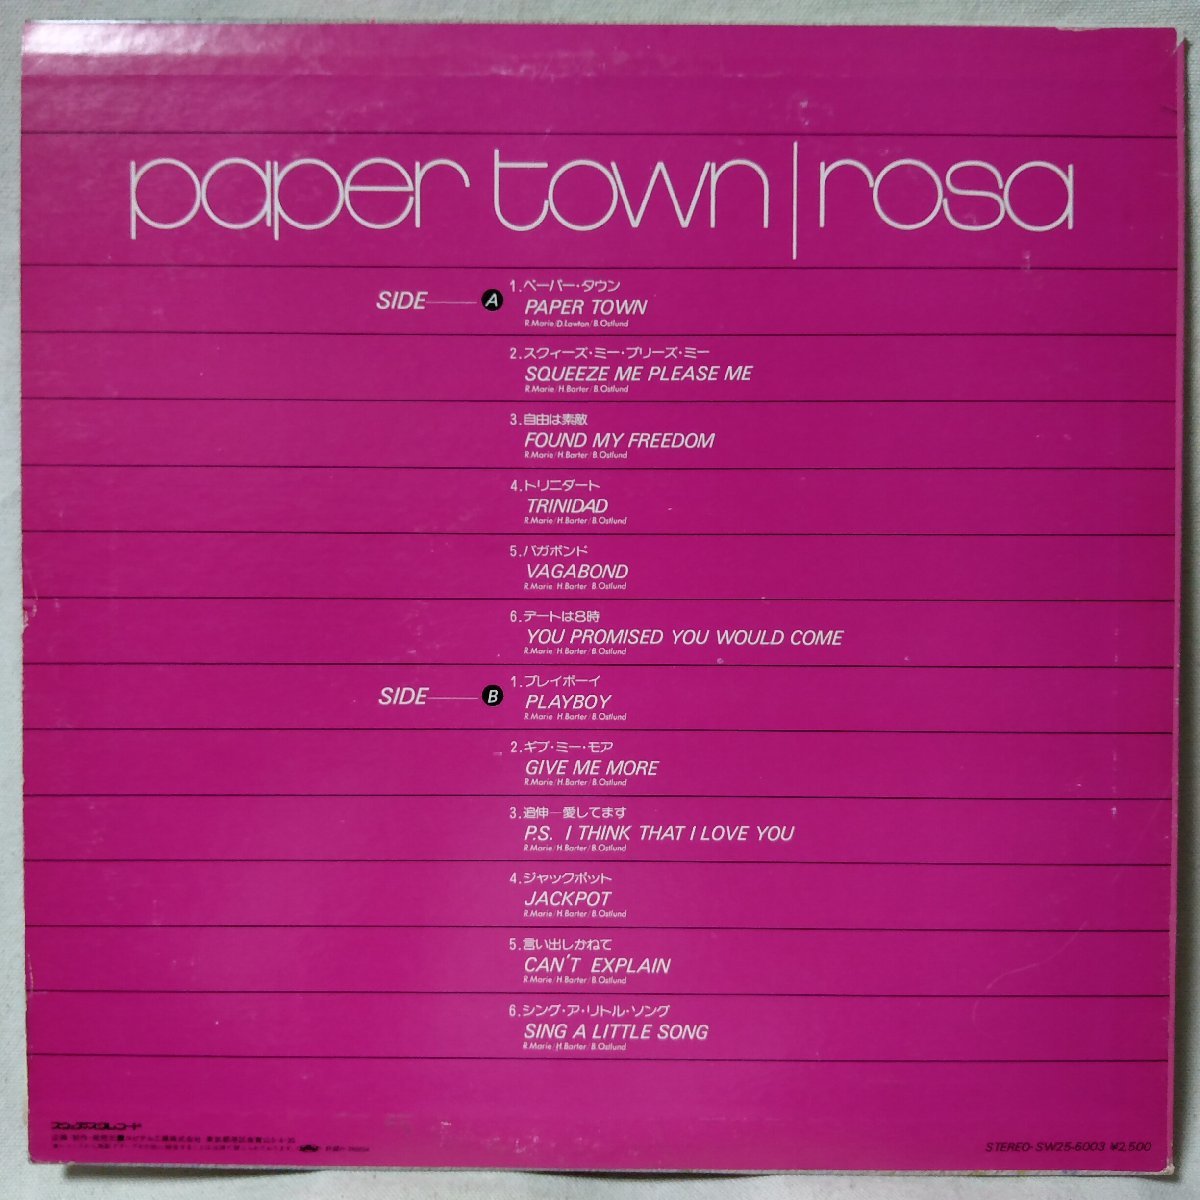 paper town | rosa
SIDE A
1.ペーパー・タウン
PAPER TOWN
R.Marie/D.Lawton/B.Ostlund
2.スクィーズ・ミー・プリーズ・ミー
SQUEEZE ME PLEASE ME
R.Marie/H.Barter/B.Ostlund
3.自由は素敵
FOUND MY FREEDOM
R.Marie/H.Barter/B.Ostlund
4.トリニダート
TRINIDAD
R.Marie/H.Barter/B.Ostlund
5.バガボンド
VAGABOND
R.Marie H.Barter B.Ostlund
6.デートは8時
YOU PROMISED YOU WOULD COME
R.Marie/H.Barter/B.Ostlund
SIDE B
1.プレイボーイ
PLAYBOY
R.Marie H.Barter/B.Ostlund
2.ギブ・ミー・モア
GIVE ME MORE
R.Marie/H.Barter/B.Ostlund
3.追伸—愛してます
P.S. I THINK THAT I LOVE YOU
R.Marie/H.Barter/B.Ostlund
4.ジャックポット
JACKPOT
R.Marie/H.Barter/B.Ostlund
5.言い出しかねて
CAN'T EXPLAIN
R.Marie/H.Barter/B.Ostlund
6.シング・ア・リトル・ソング
SING A LITTLE SONG
R.Marie/H.Barter/B.Ostlund
STEREO-SW25-5003 ¥2,500